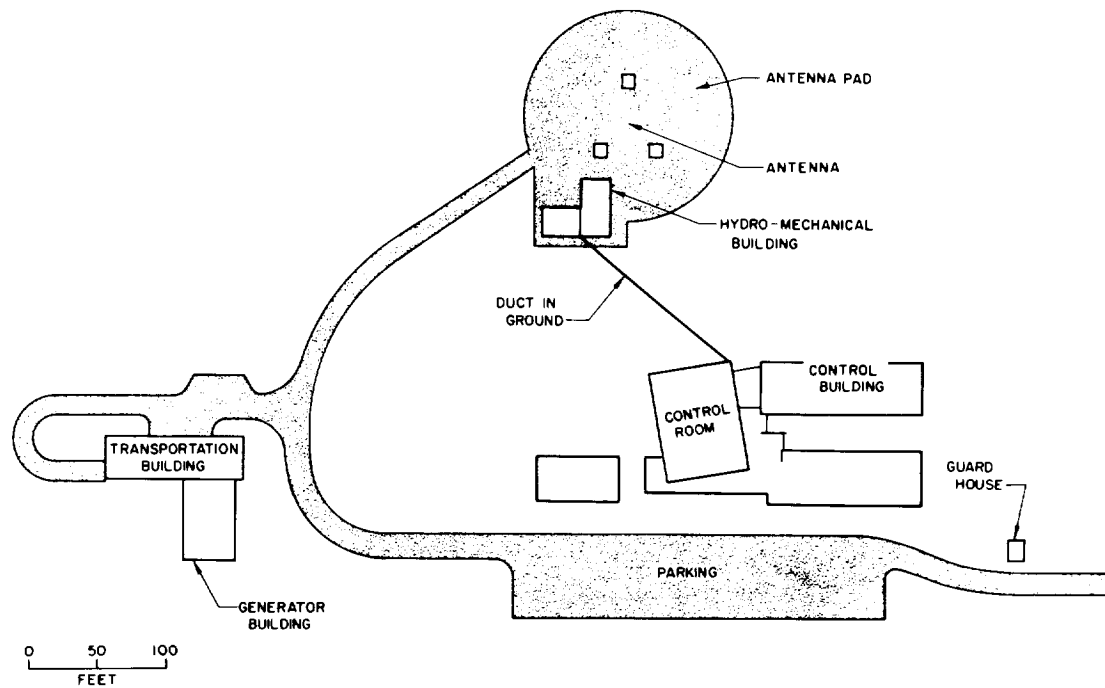 ANTENNA PAD
ANTENNA
HYDRO-MECHANICAL
BUILDING
DUCT IN
GROUND
CONTROL
BUILDING
CONTROL
ROOM
TRANSPORTATION
BUILDING
GUARD
HOUSE
PARKING
GENERATOR
BUILDING
0 50 100
FEET